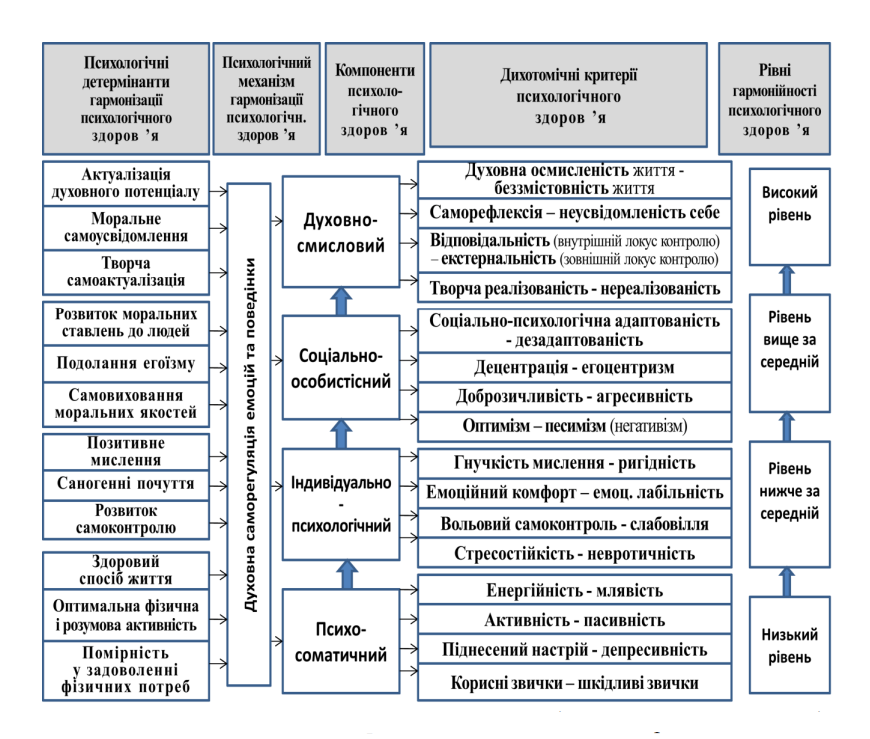 Психологічні
детермінанти
гармонізації
психологічного
здоров ’я
Психологічний
механізм
гармонізації
психологічн.
здоров ’я
Компоненти
психоло-
гічного
здоров ’я
Дихотомічні критерії
психологічного
здоров ’я
Рівні
гармонійності
психологічного
здоров ’я
Актуалізація
духовного потенціалу
Моральне
самоусвідомлення
Творча
самоактуалізація
Розвиток моральних
ставлень до людей
Подолання егоїзму
Самовиховання
моральних якостей
Позитивне
мислення
Саногенні почуття
Розвиток
самоконтролю
Здоровий
спосіб життя
Оптимальна фізична
і розумова активність
Помірність
у задоволенні
фізичних потреб
Духовна саморегуляція емоцій та поведінки
Духовно-
смисловий
Соціально-
особистісний
Індивідуально
-
психологічний
Психо-
соматичний
Духовна осмисленість життя -
беззмістовність життя
Саморефлексія – неусвідомленість себе
Відповідальність (внутрішній локус контролю)
– екстернальність (зовнішній локус контролю)
Творча реалізованість - нереалізованість
Соціально-психологічна адаптованість
- дезадаптованість
Децентрація - егоцентризм
Доброзичливість - агресивність
Оптимізм – песимізм (негативізм)
Гнучкість мислення - ригідність
Емоційний комфорт – емоц. лабільність
Вольовий самоконтроль - слабовілля
Стресостійкість - невротичність
Енергійність - млявість
Активність - пасивність
Піднесений настрій - депресивність
Корисні звички – шкідливі звички
Високий
рівень
Рівень
вище за
середній
Рівень
нижче за
середній
Низький
рівень